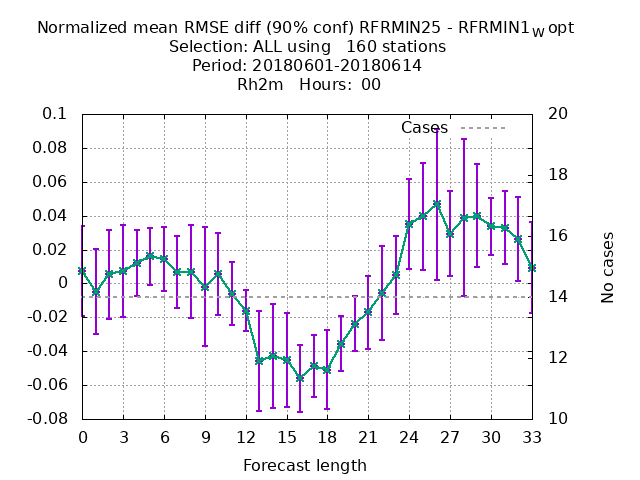 Normalized mean RMSE diff (90% conf) RFRMIN25 - RFRMIN1w opt
Selection: ALL using 160 stations
Period: 20180601-20180614
Rh2m Hours: 00
0.1
0.08
0.06
0.04
0.02
0
-0.02
-0.04
-0.06
-0.08
Cases
20
18
16
14
12
10
No cases
0 3 6 9 12 15 18 21 24 27 30 33
Forecast length